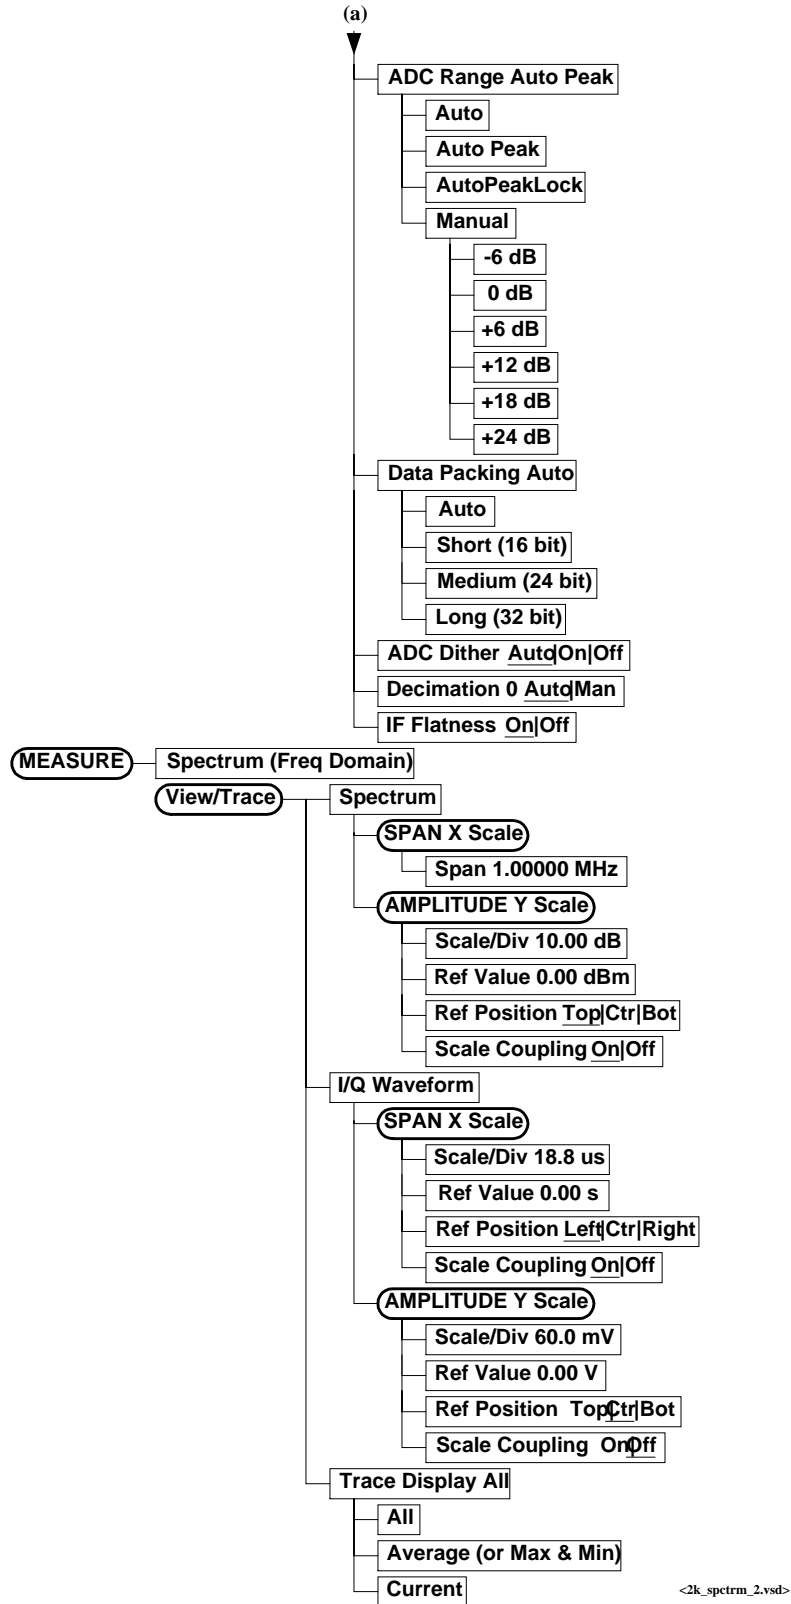 (a)
ADC Range Auto Peak
Auto
Auto Peak
AutoPeakLock
Manual
-6 dB
0 dB
+6 dB
+12 dB
+18 dB
+24 dB
Data Packing Auto
Auto
Short (16 bit)
Medium (24 bit)
Long (32 bit)
ADC Dither Auto|On|Off
Decimation 0 Auto|Man
IF Flatness On|Off
MEASURE Spectrum (Freq Domain)
View/Trace Spectrum
SPAN X Scale
Span 1.00000 MHz
AMPLITUDE Y Scale
Scale/Div 10.00 dB
Ref Value 0.00 dBm
Ref Position Top|Ctr|Bot
Scale Coupling On|Off
I/Q Waveform
SPAN X Scale
Scale/Div 18.8 us
Ref Value 0.00 s
Ref Position Left|Ctr|Right
Scale Coupling On|Off
AMPLITUDE Y Scale
Scale/Div 60.0 mV
Ref Value 0.00 V
Ref Position Top|Ctr|Bot
Scale Coupling On|Off
Trace Display All
All
Average (or Max & Min)
Current
<2k_spctrm_2.vsd>